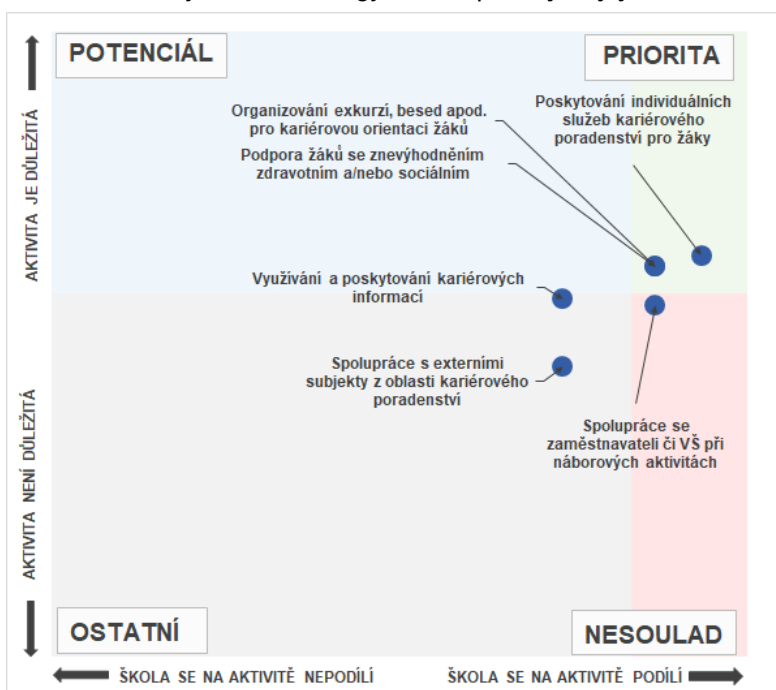 POTENCIÁL
PRIORITA
Organizování exkurzí, besed apod.
pro kariérovou orientaci žáků
Podpora žáků se znevýhodněním
zdravotním a/nebo sociálním
Poskytování individuálních
služeb kariérového
poradenství pro žáky
Využívání a poskytování kariérových
informací
Spolupráce s externími
subjekty z oblasti kariérového
poradenství
Spolupráce se
zaměstnavateli či VŠ při
náborových aktivitách
AKTIVITA JE DŮLEŽITÁ
AKTIVITA NENÍ DŮLEŽITÁ
OSTATNÍ
NESOULAD
ŠKOLA SE NA AKTIVITĚ NEPODÍLÍ
ŠKOLA SE NA AKTIVITĚ PODÍLÍ